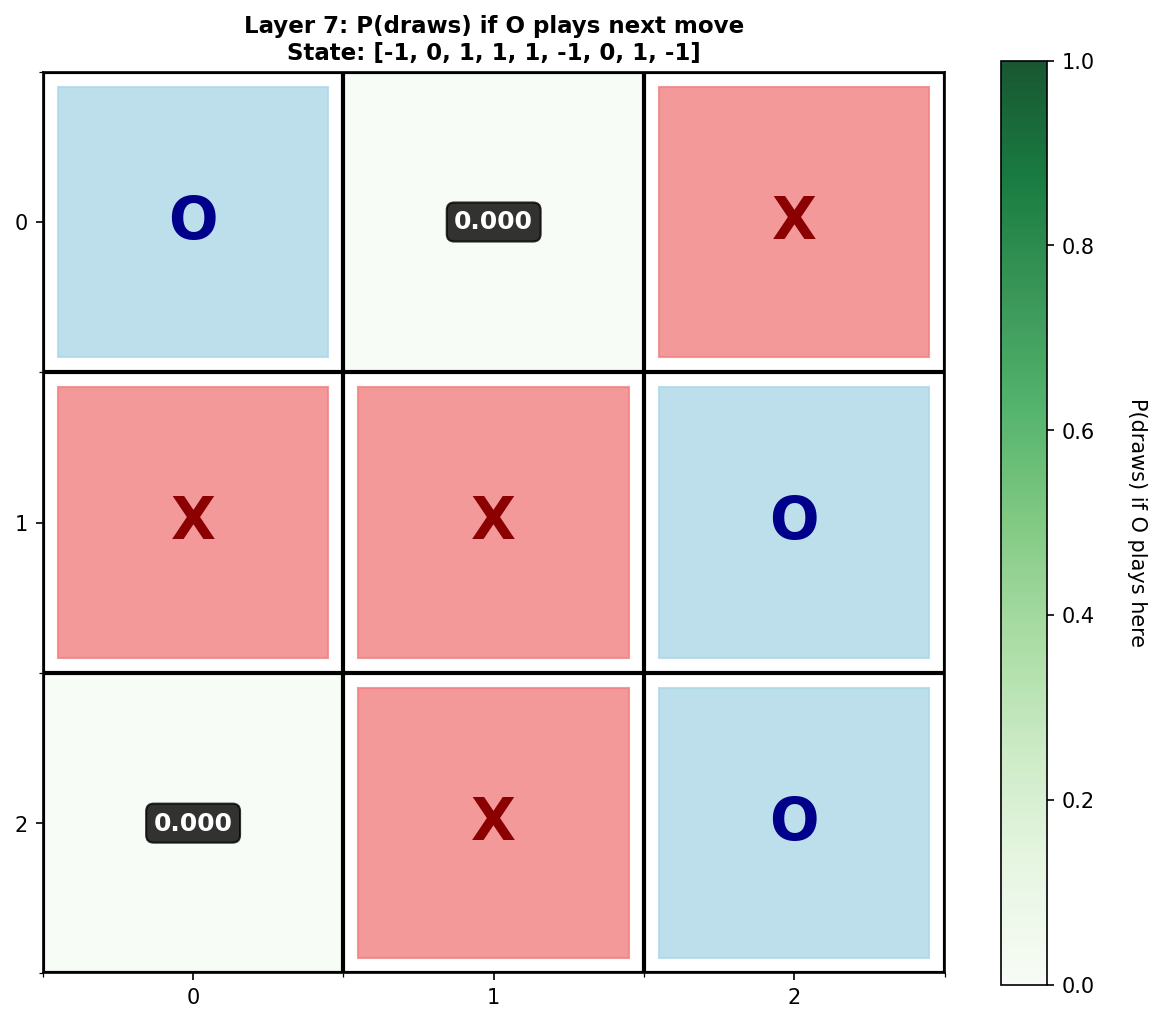 Layer 7: P(draws) if O plays next move
State: [-1, 0, 1, 1, 1, -1, 0, 1, -1]
0
O
0.000
X
1
X
X
O
2
0.000
X
O
0
1
2
1.0
0.8
0.6
0.4
0.2
0.0
P(draws) if O plays here